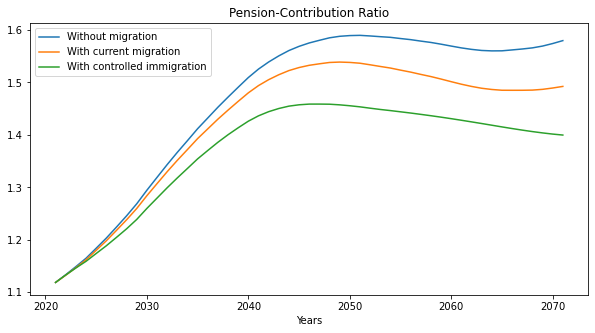 Pension-Contribution Ratio
1.6
Without migration
With current migration
With controlled immigration
1.5
1.4
1.3
1.2
1.1
2020 2030 2040 2050 2060 2070
Years